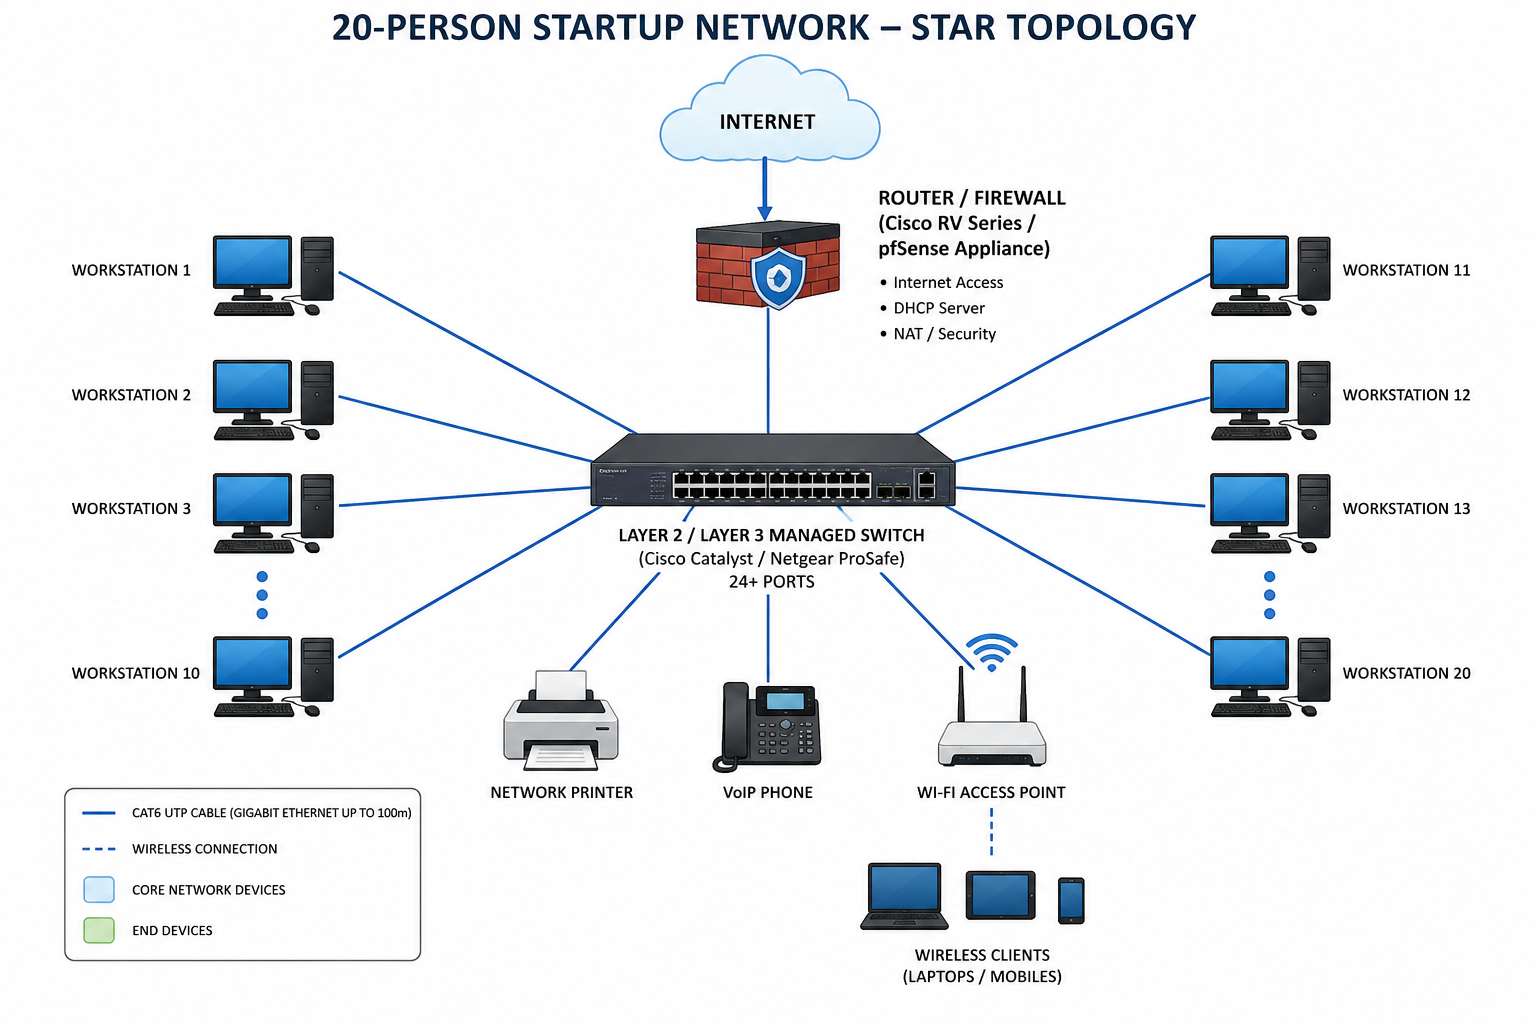 20-PERSON STARTUP NETWORK – STAR TOPOLOGY
INTERNET
ROUTER / FIREWALL
(Cisco RV Series /
pfSense Appliance)
• Internet Access
• DHCP Server
• NAT / Security
WORKSTATION 1
WORKSTATION 2
WORKSTATION 3
WORKSTATION 10
WORKSTATION 11
WORKSTATION 12
WORKSTATION 13
WORKSTATION 20
LAYER 2 / LAYER 3 MANAGED SWITCH
(Cisco Catalyst / Netgear ProSafe)
24+ PORTS
NETWORK PRINTER
VoIP PHONE
WI-FI ACCESS POINT
WIRELESS CLIENTS
(LAPTOPS / MOBILES)
CAT6 UTP CABLE (GIGABIT ETHERNET UP TO 100m)
WIRELESS CONNECTION
CORE NETWORK DEVICES
END DEVICES